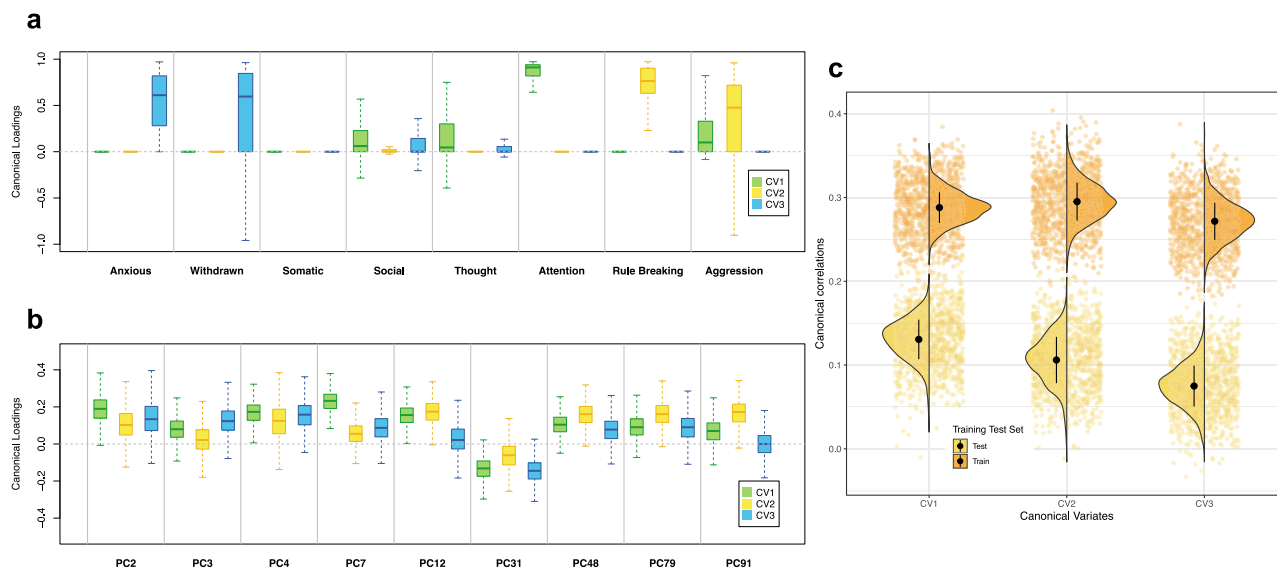 a
Canonical Loadings
1.0
0.5
0.0
-0.5
-1.0
CV1
CV2
CV3
Anxious Withdrawn Somatic Social Thought Attention Rule Breaking Aggression
b
Canonical Loadings
0.4
0.2
0.0
-0.2
-0.4
CV1
CV2
CV3
PC2 PC3 PC4 PC7 PC12 PC31 PC48 PC79 PC91
c
Canonical correlations
0.4
0.3
0.2
0.1
0.0
Training Test Set
Test
Train
CV1 CV2 CV3
Canonical Variates